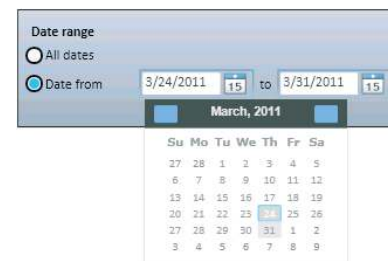 Date range
All dates
Date from 3/24/2011 15 to 3/31/2011 15
March, 2011
Su Mo Tu We Th Fr Sa
27 28 1 2 3 4 5
6 7 8 9 10 11 12
13 14 15 16 17 18 19
20 21 22 23 24 25 26
27 28 29 30 31 1 2
3 4 5 6 7 8 9